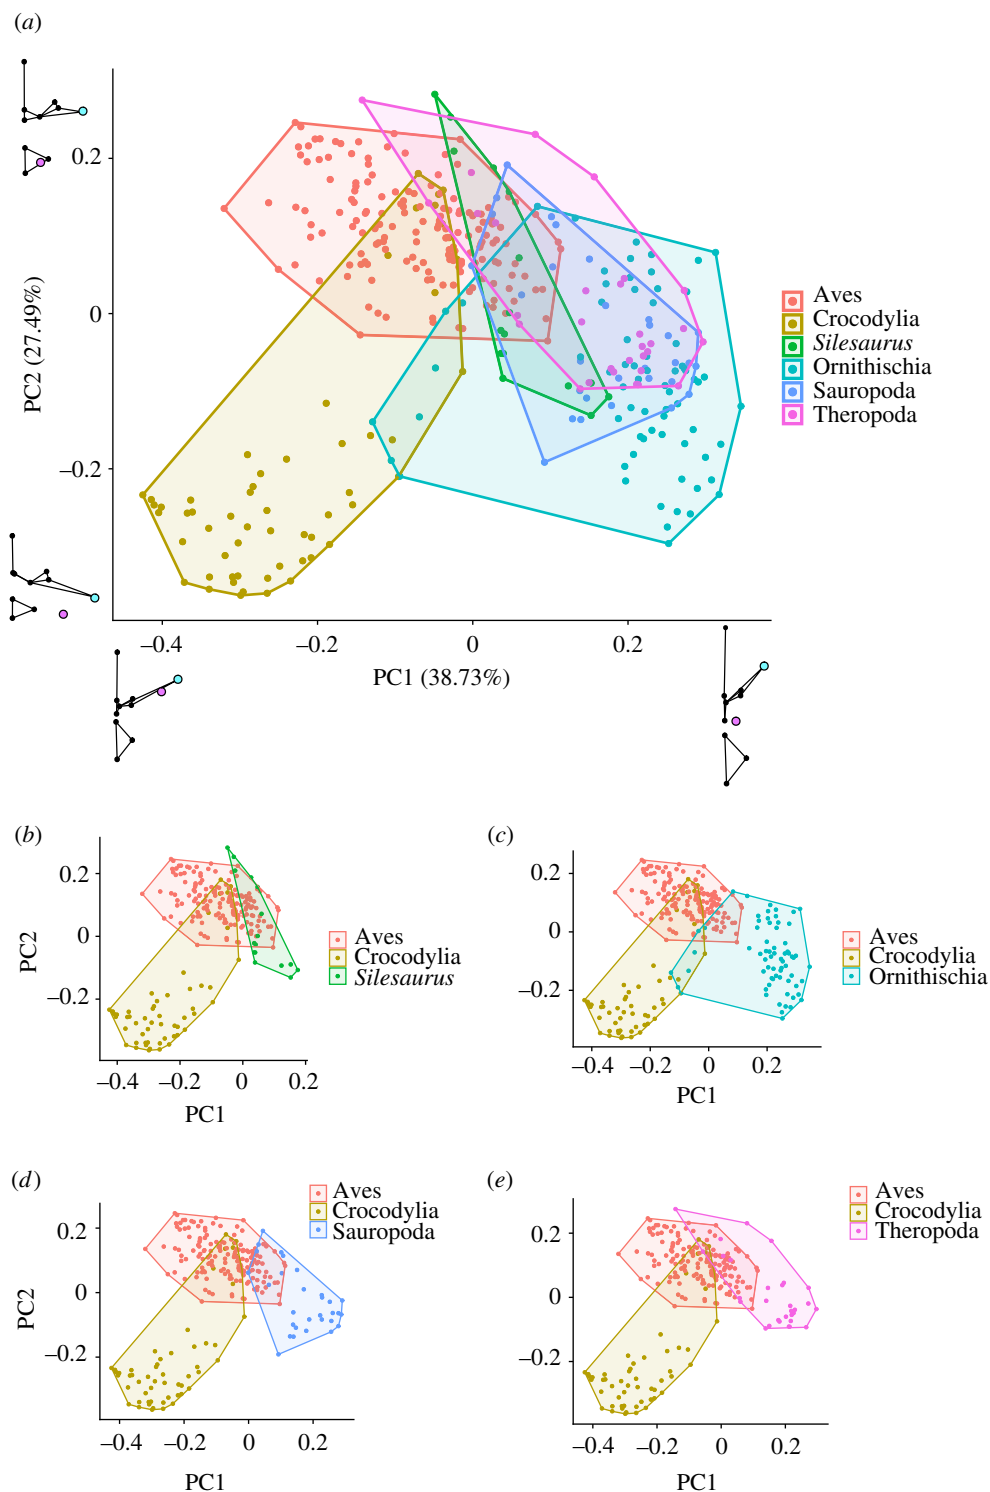 (a)
0.2
0
–0.2
PC2 (27.49%)
–0.4
–0.2
0
0.2
PC1 (38.73%)
Aves
Crocodylia
Silesaurus
Ornithischia
Sauropoda
Theropoda
(b)
0.2
0
–0.2
PC2
–0.4
–0.2
0
0.2
PC1
Aves
Crocodylia
Silesaurus
(c)
0.2
0
–0.2
–0.4
–0.2
0
0.2
PC1
Aves
Crocodylia
Ornithischia
(d)
0.2
0
–0.2
PC2
–0.4
–0.2
0
0.2
PC1
Aves
Crocodylia
Sauropoda
(e)
0.2
0
–0.2
–0.4
–0.2
0
0.2
PC1
Aves
Crocodylia
Theropoda